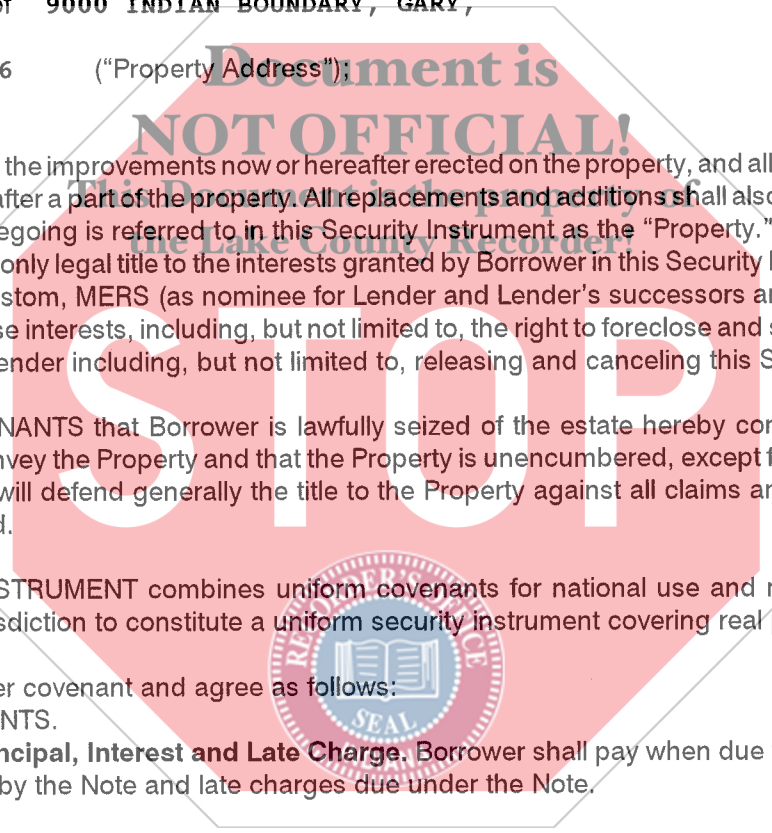 of 9000 INDIAN BOUNDARY, GARY,
6 (“Property Address”);
Document is
NOT OFFICIAL!
the improvements now or hereafter erected on the property, and all
after a part of the property. All replacements and additions shall also
This Document is the property of
egoing is referred to in this Security Instrument as the “Property.”
the Lake County Recorder!
only legal title to the interests granted by Borrower in this Security I
stom, MERS (as nominee for Lender and Lender’s successors an
se interests, including, but not limited to, the right to foreclose and s
ender including, but not limited to, releasing and canceling this S
STOP
NANTS that Borrower is lawfully seized of the estate hereby con
nvey the Property and that the Property is unencumbered, except f
will defend generally the title to the Property against all claims an
d.
STRUMENT combines uniform covenants for national use and n
sdiction to constitute a uniform security instrument covering real
RECORDER’S OFFICE
er covenant and agree as follows:
NTS.
SEAL
ncipal, Interest and Late Charge. Borrower shall pay when due
by the Note and late charges due under the Note.